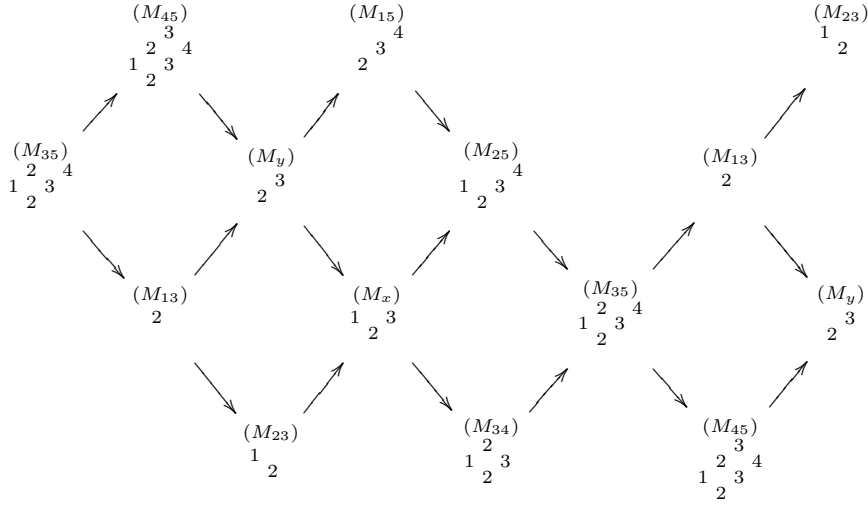 (M₄₅) (M₁₅) (M₂₃)
3 4 1
2 4 3 2
1 3 2
2
(M₃₅) (M_y) (M₂₅) (M₁₃)
2 4 3 4 2
1 3 2 1 3
2 2
(M₁₃) (M_x) (M₃₅) (M_y)
2 1 3 2 4 3
2 1 3 2
2
(M₂₃) (M₃₄) (M₄₅)
1 2 3
2 1 3 2 4
2 1 3
2